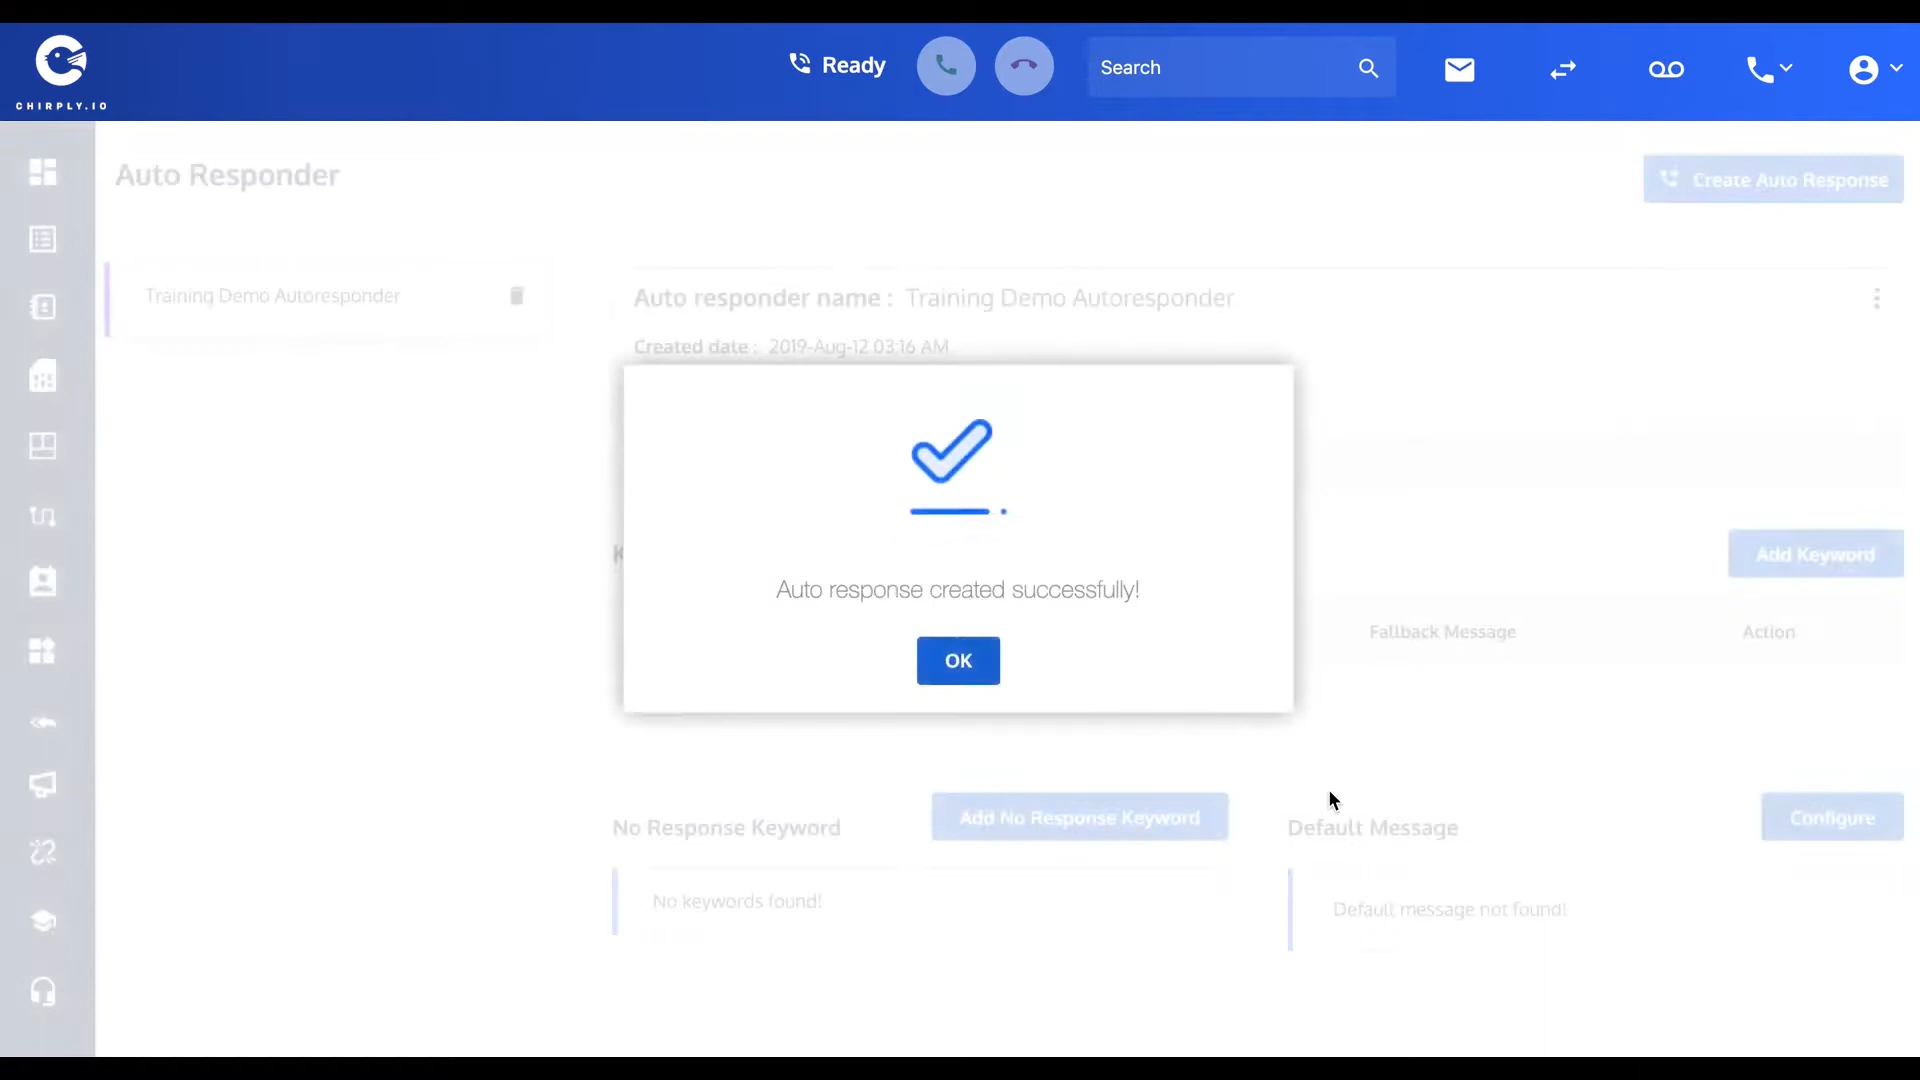 Ready
Search
CHIRPLY.IO
Auto Responder
Create Auto Response
Training Demo Autoresponder
Auto responder name : Training Demo Autoresponder
Created date : 2019-Aug-12 03:16 AM
Add Keyword
Auto response created successfully!
Fallback Message
Action
OK
No Response Keyword
Add No Response Keyword
Default Message
Configure
No keywords found!
Default message not found!